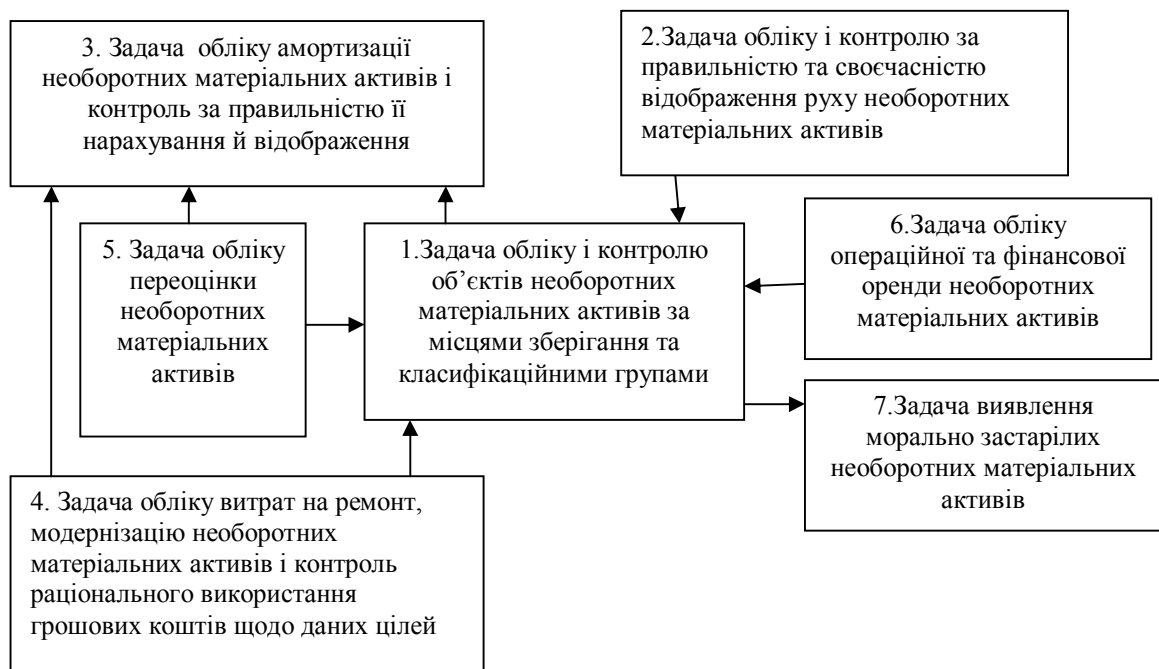 3. Задача обліку амортизації
необоротних матеріальних активів і
контроль за правильністю її
нарахування й відображення
2.Задача обліку і контролю за
правильністю та своєчасністю
відображення руху необоротних
матеріальних активів
5. Задача обліку
переоцінки
необоротних
матеріальних
активів
1.Задача обліку і контролю
об’єктів необоротних
матеріальних активів за
місцями зберігання та
класифікаційними групами
6.Задача обліку
операційної та фінансової
оренди необоротних
матеріальних активів
7.Задача виявлення
морально застарілих
необоротних матеріальних
активів
4. Задача обліку витрат на ремонт,
модернізацію необоротних
матеріальних активів і контроль
раціонального використання
грошових коштів щодо даних цілей